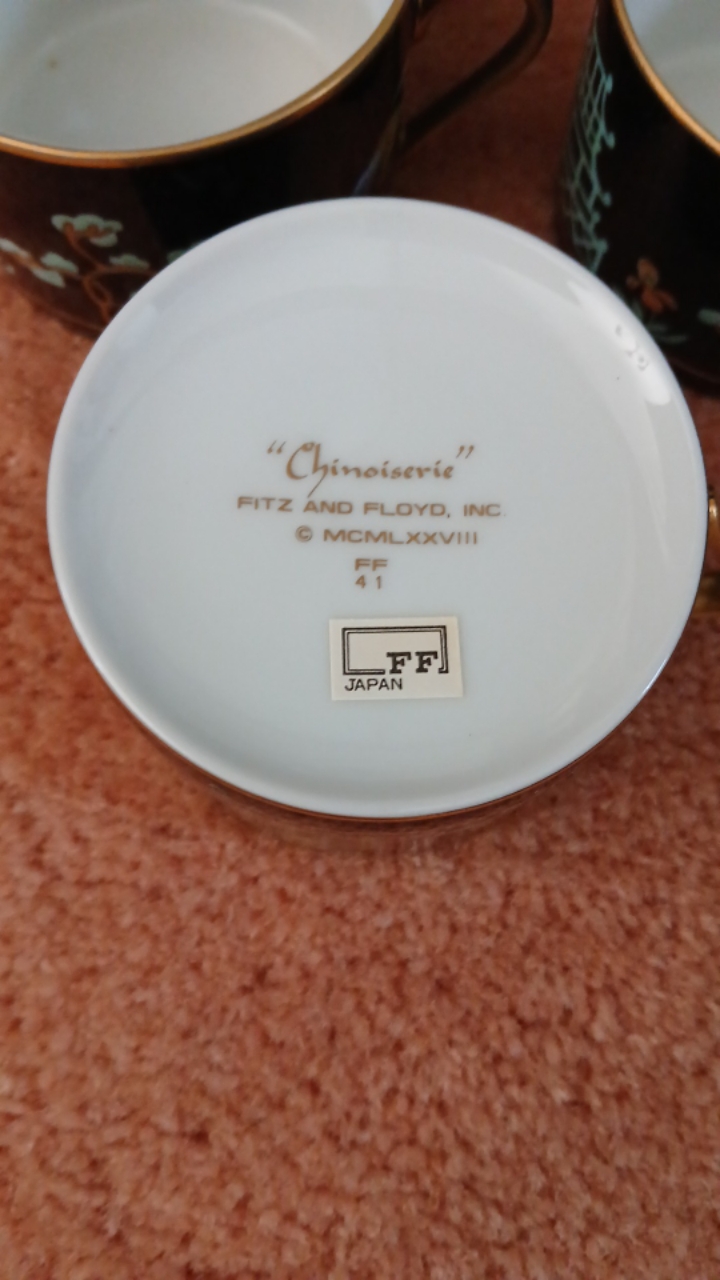 “Chinoiserie”
FITZ AND FLOYD, INC.
© MCMLXXVIII
FF
41
FF
JAPAN